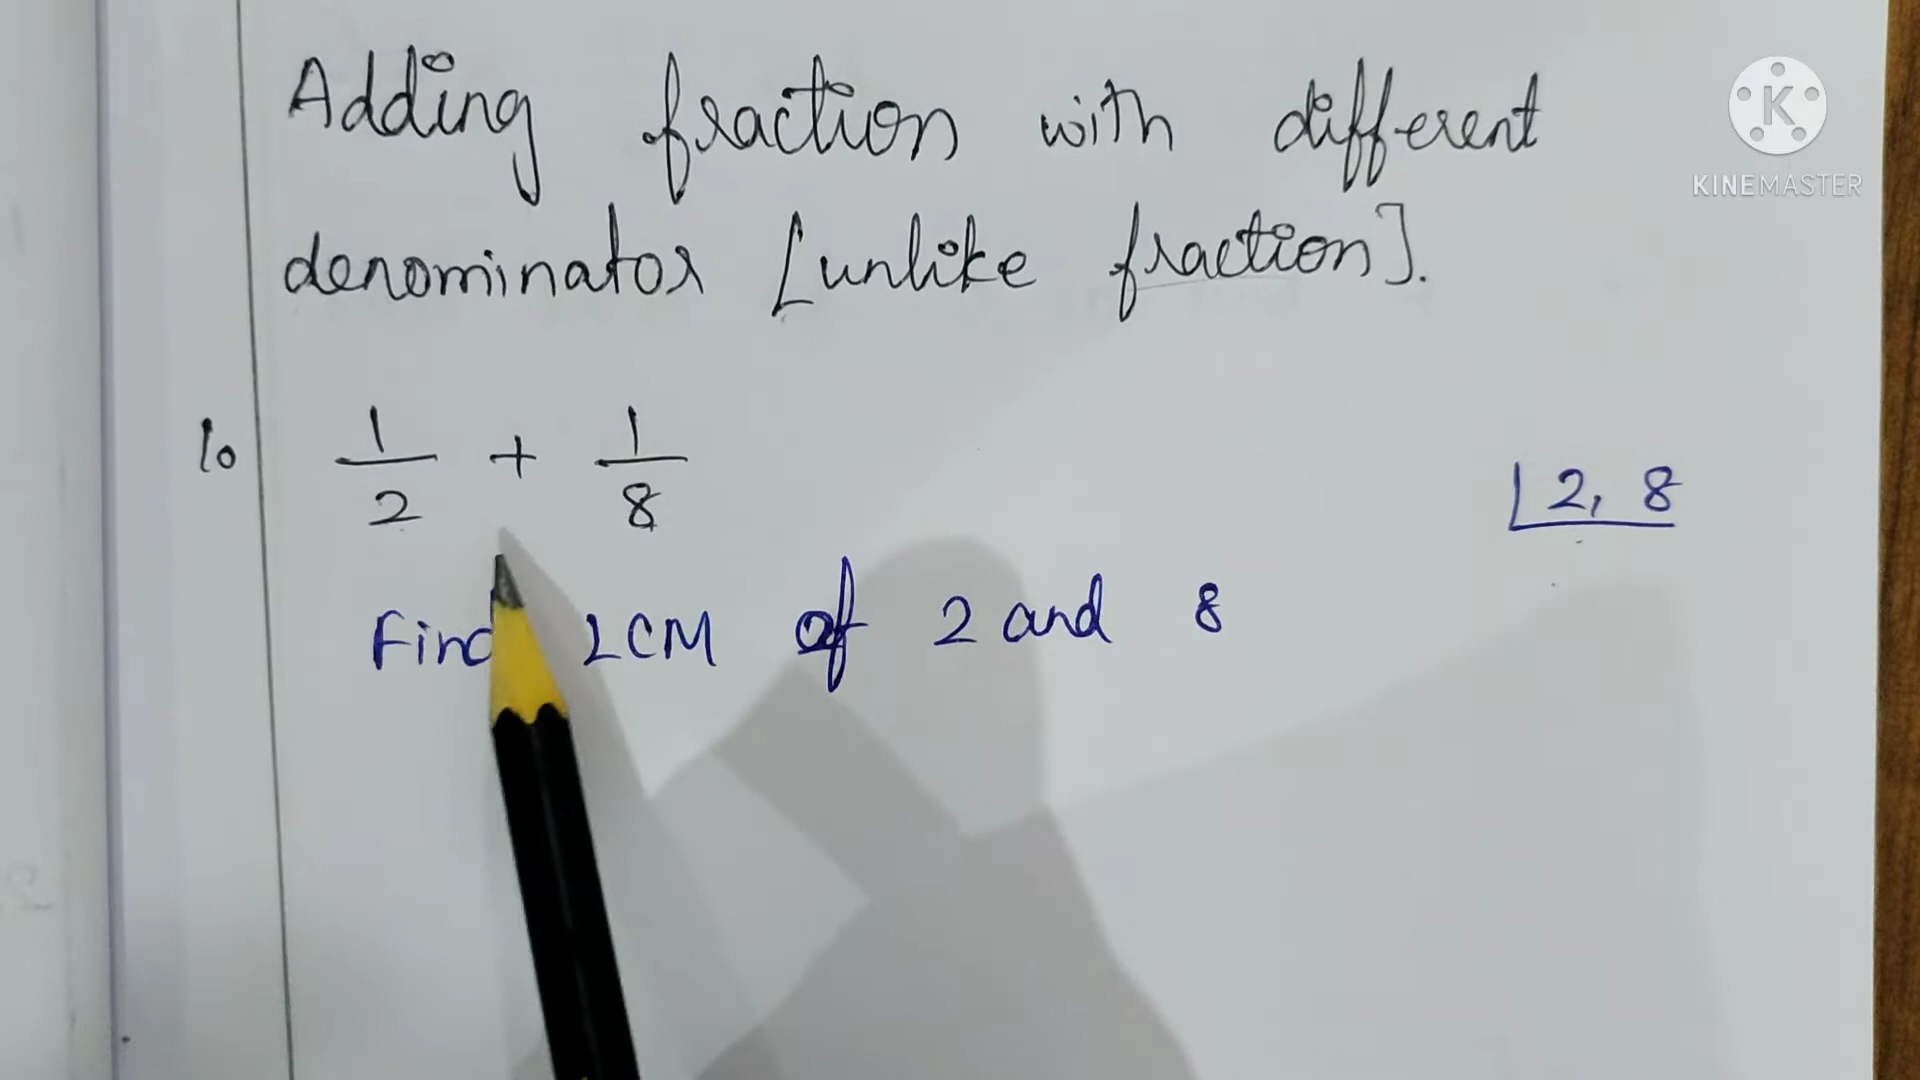 Adding fraction with different
denominator [unlike fraction].
1. 1/2 + 1/8
2, 8
Find LCM of 2 and 8
K
KINEMASTER